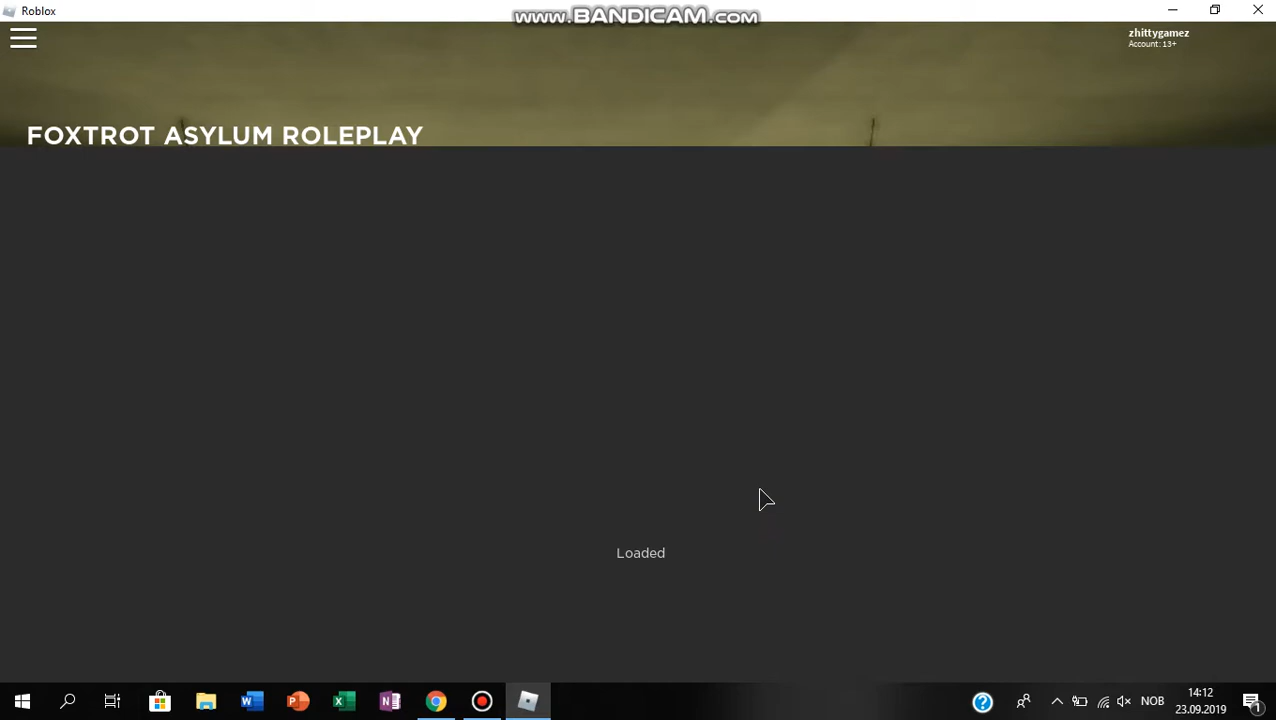 Roblox
www.BANDICAM.com
zhittygamez
Account: 13+
FOXTROT ASYLUM ROLEPLAY
Loaded
14:12
NOB
23.09.2019